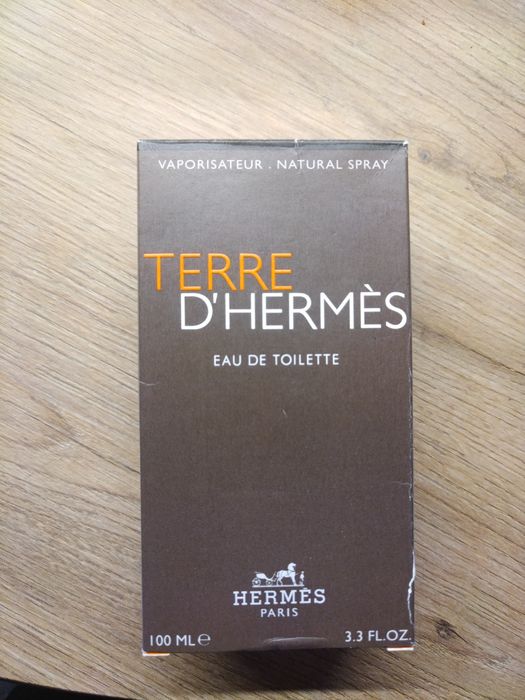 VAPORISATEUR . NATURAL SPRAY
TERRE
D'HERMÈS
EAU DE TOILETTE
HERMÈS
PARIS
100 ML ℮ 3.3 FL.OZ.